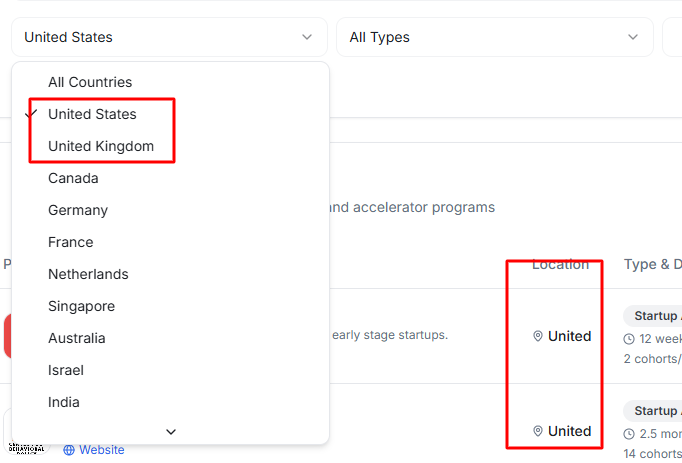 United States
All Types
All Countries
United States
United Kingdom
Canada
Germany
France
Netherlands
Singapore
Australia
Israel
India
and accelerator programs
P
Location
Type & D
early stage startups.
United
Startup
12 week
2 cohorts/
United
Startup
2.5 mor
14 cohorts
BEHAVIORAL
Website